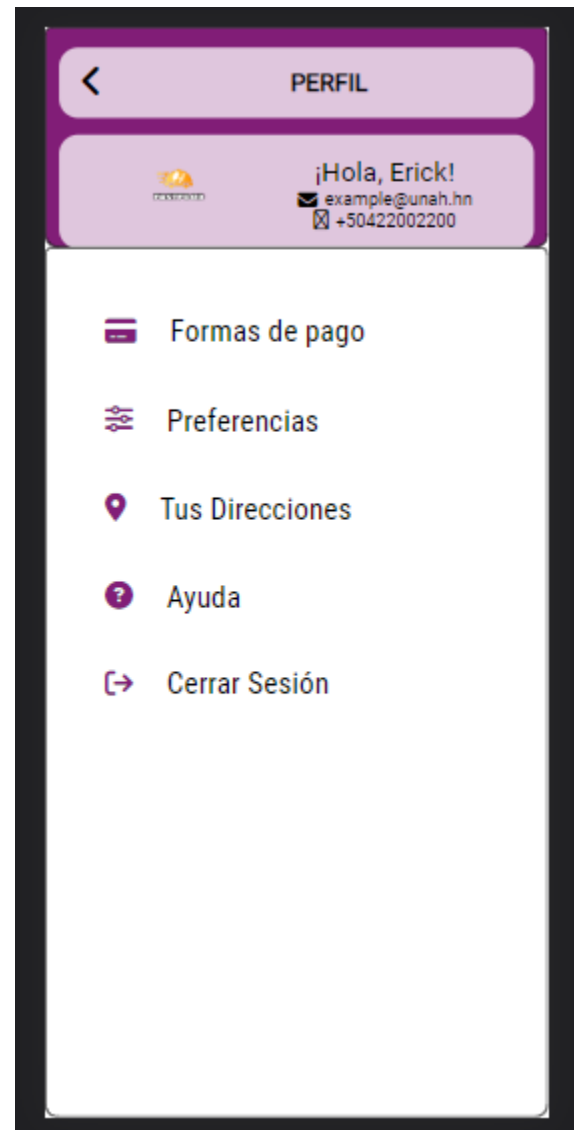 PERFIL
¡Hola, Erick!
example@unah.hn
+50422002200
Formas de pago
Preferencias
Tus Direcciones
Ayuda
Cerrar Sesión